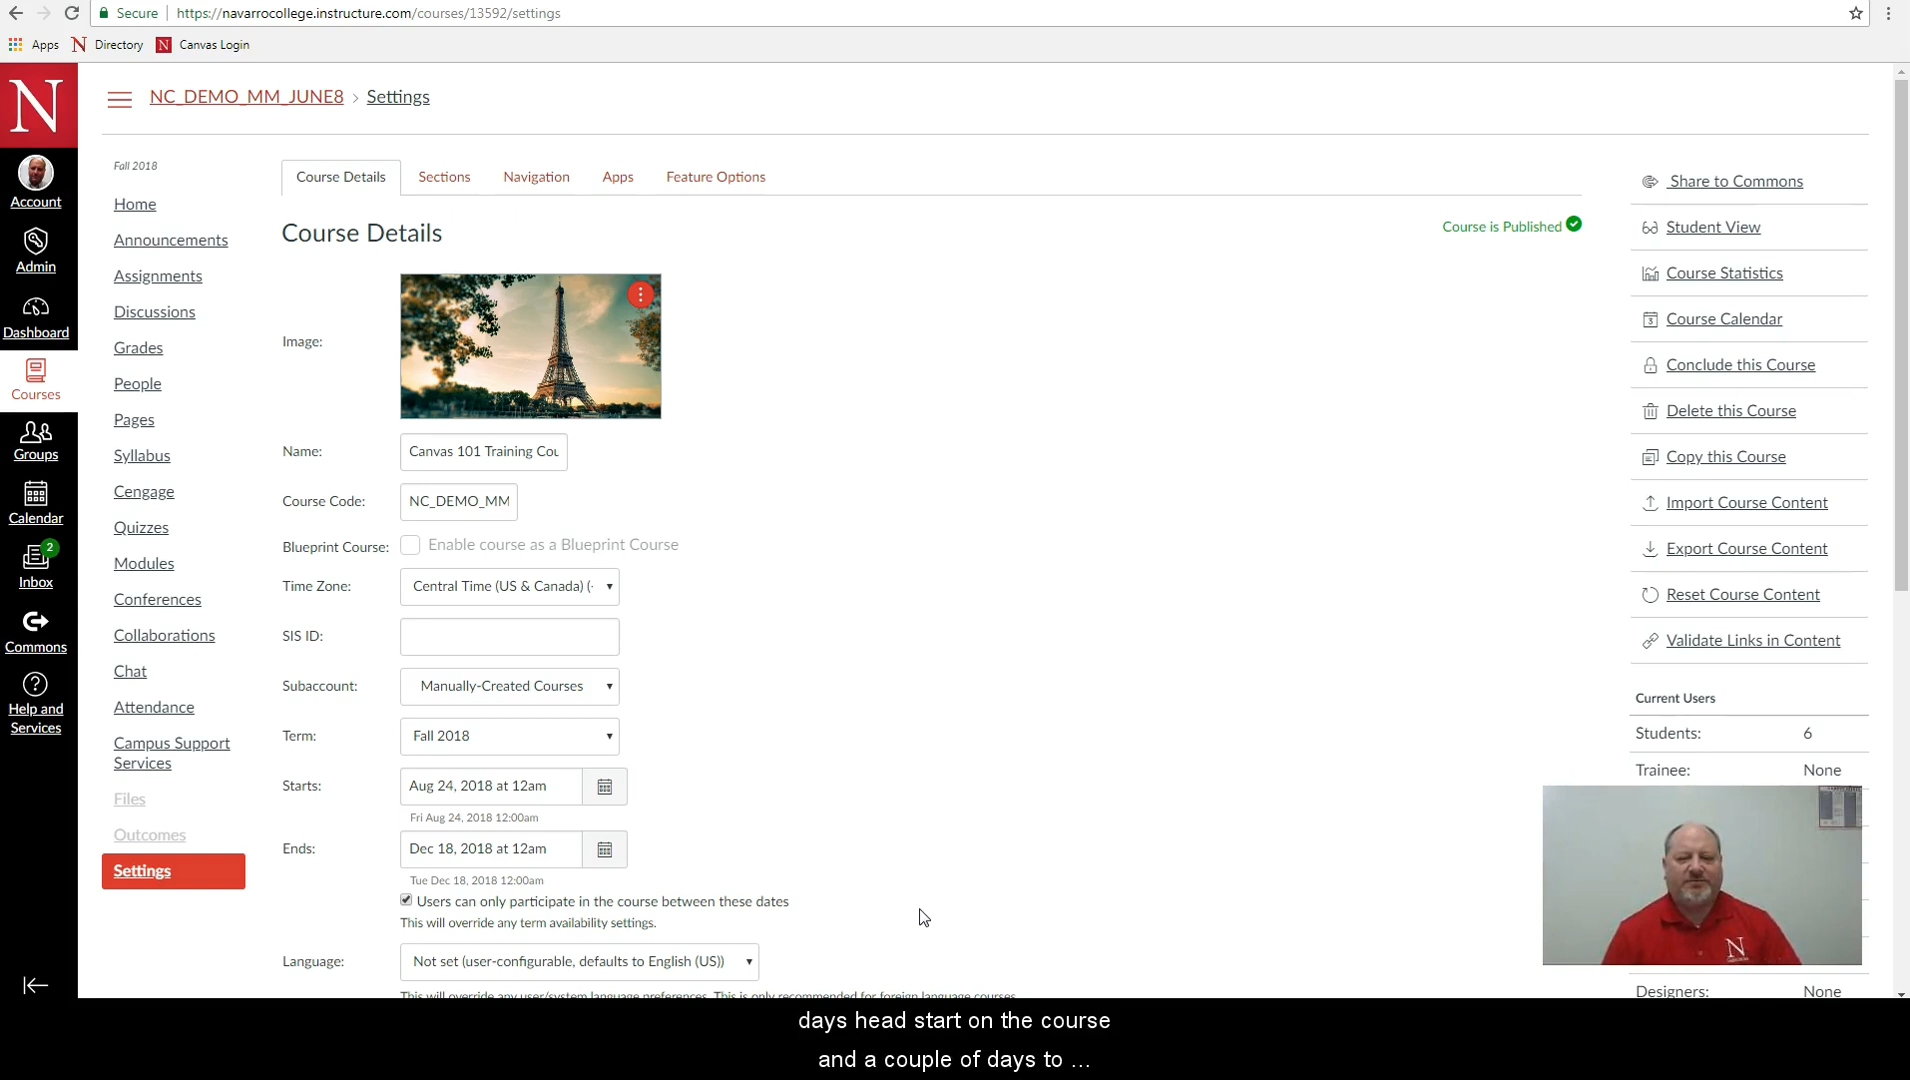 Secure https://navarrocollege.instructure.com/courses/13592/settings
Apps Directory Canvas Login
N
NC_DEMO_MM_JUNE8 > Settings
Account
Admin
Dashboard
Courses
Groups
Calendar
2
Inbox
Commons
Help and
Services
Fall 2018
Home
Announcements
Assignments
Discussions
Grades
People
Pages
Syllabus
Cengage
Quizzes
Modules
Conferences
Collaborations
Chat
Attendance
Campus Support
Services
Files
Outcomes
Settings
Course Details Sections Navigation Apps Feature Options
Course Details
Course is Published
Image:
Name: Canvas 101 Training Cou
Course Code: NC_DEMO_MM
Blueprint Course: Enable course as a Blueprint Course
Time Zone: Central Time (US & Canada) (-
SIS ID:
Subaccount: Manually-Created Courses
Term: Fall 2018
Starts: Aug 24, 2018 at 12am
Fri Aug 24, 2018 12:00am
Ends: Dec 18, 2018 at 12am
Tue Dec 18, 2018 12:00am
Users can only participate in the course between these dates
This will override any term availability settings.
Language: Not set (user-configurable, defaults to English (US))
This will override any user/system language preferences. This is only recommended for foreign language courses
Share to Commons
Student View
Course Statistics
Course Calendar
Conclude this Course
Delete this Course
Copy this Course
Import Course Content
Export Course Content
Reset Course Content
Validate Links in Content
Current Users
Students: 6
Trainee: None
N
Designers: None
days head start on the course
and a couple of days to ...